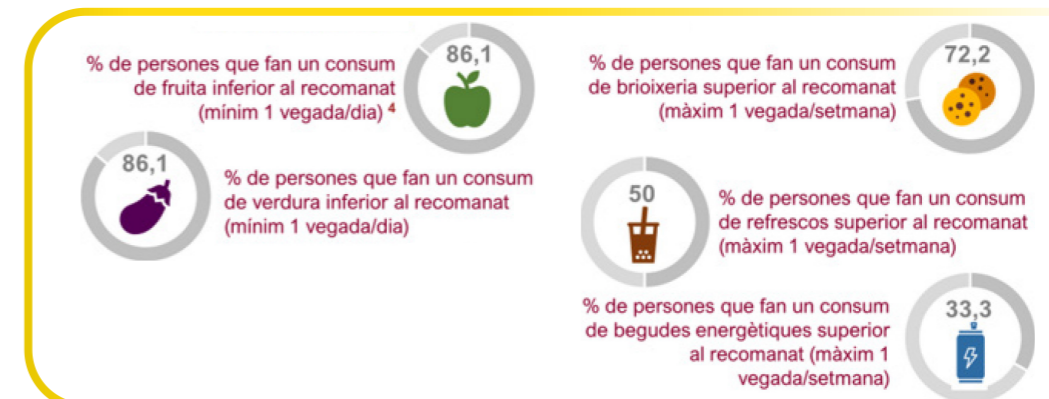 % de persones que fan un consum
de fruita inferior al recomanat
(mínim 1 vegada/dia) 4
86,1
86,1
% de persones que fan un consum
de verdura inferior al recomanat
(mínim 1 vegada/dia)
% de persones que fan un consum
de brioixeria superior al recomanat
(màxim 1 vegada/setmana)
72,2
50
% de persones que fan un consum
de refrescos superior al recomanat
(màxim 1 vegada/setmana)
% de persones que fan un consum
de begudes energètiques superior
al recomanat (màxim 1
vegada/setmana)
33,3